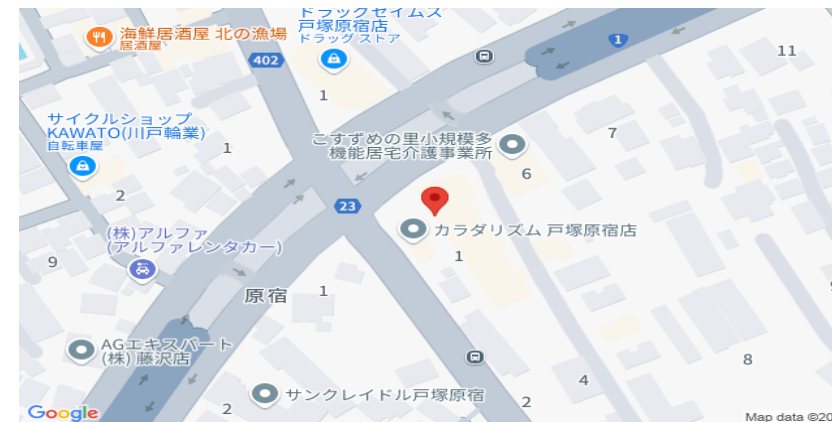 ドラッグセイムス
戸塚原宿店
ドラッグストア
海鮮居酒屋 北の漁場
居酒屋
402
1
11
1
サイクルショップ
KAWATO(川戸輪業)
自転車屋
1
こすずめの里小規模多
機能居宅介護事業所
7
6
2
23
(株)アルファ
(アルファレンタカー)
カラダリズム 戸塚原宿店
1
9
原宿
1
AGエキスパート
(株) 藤沢店
8
4
サンクレイドル戸塚原宿
2
2
Google
Map data ©20